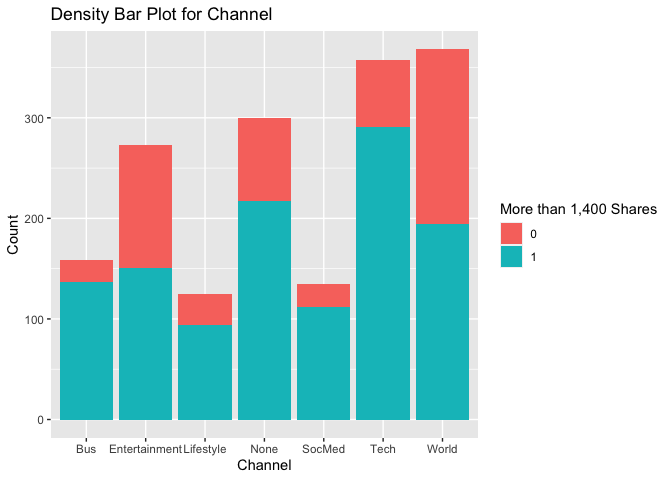 Density Bar Plot for Channel
300
200
100
0
Count
Bus Entertainment Lifestyle None SocMed Tech World
Channel
More than 1,400 Shares
0
1